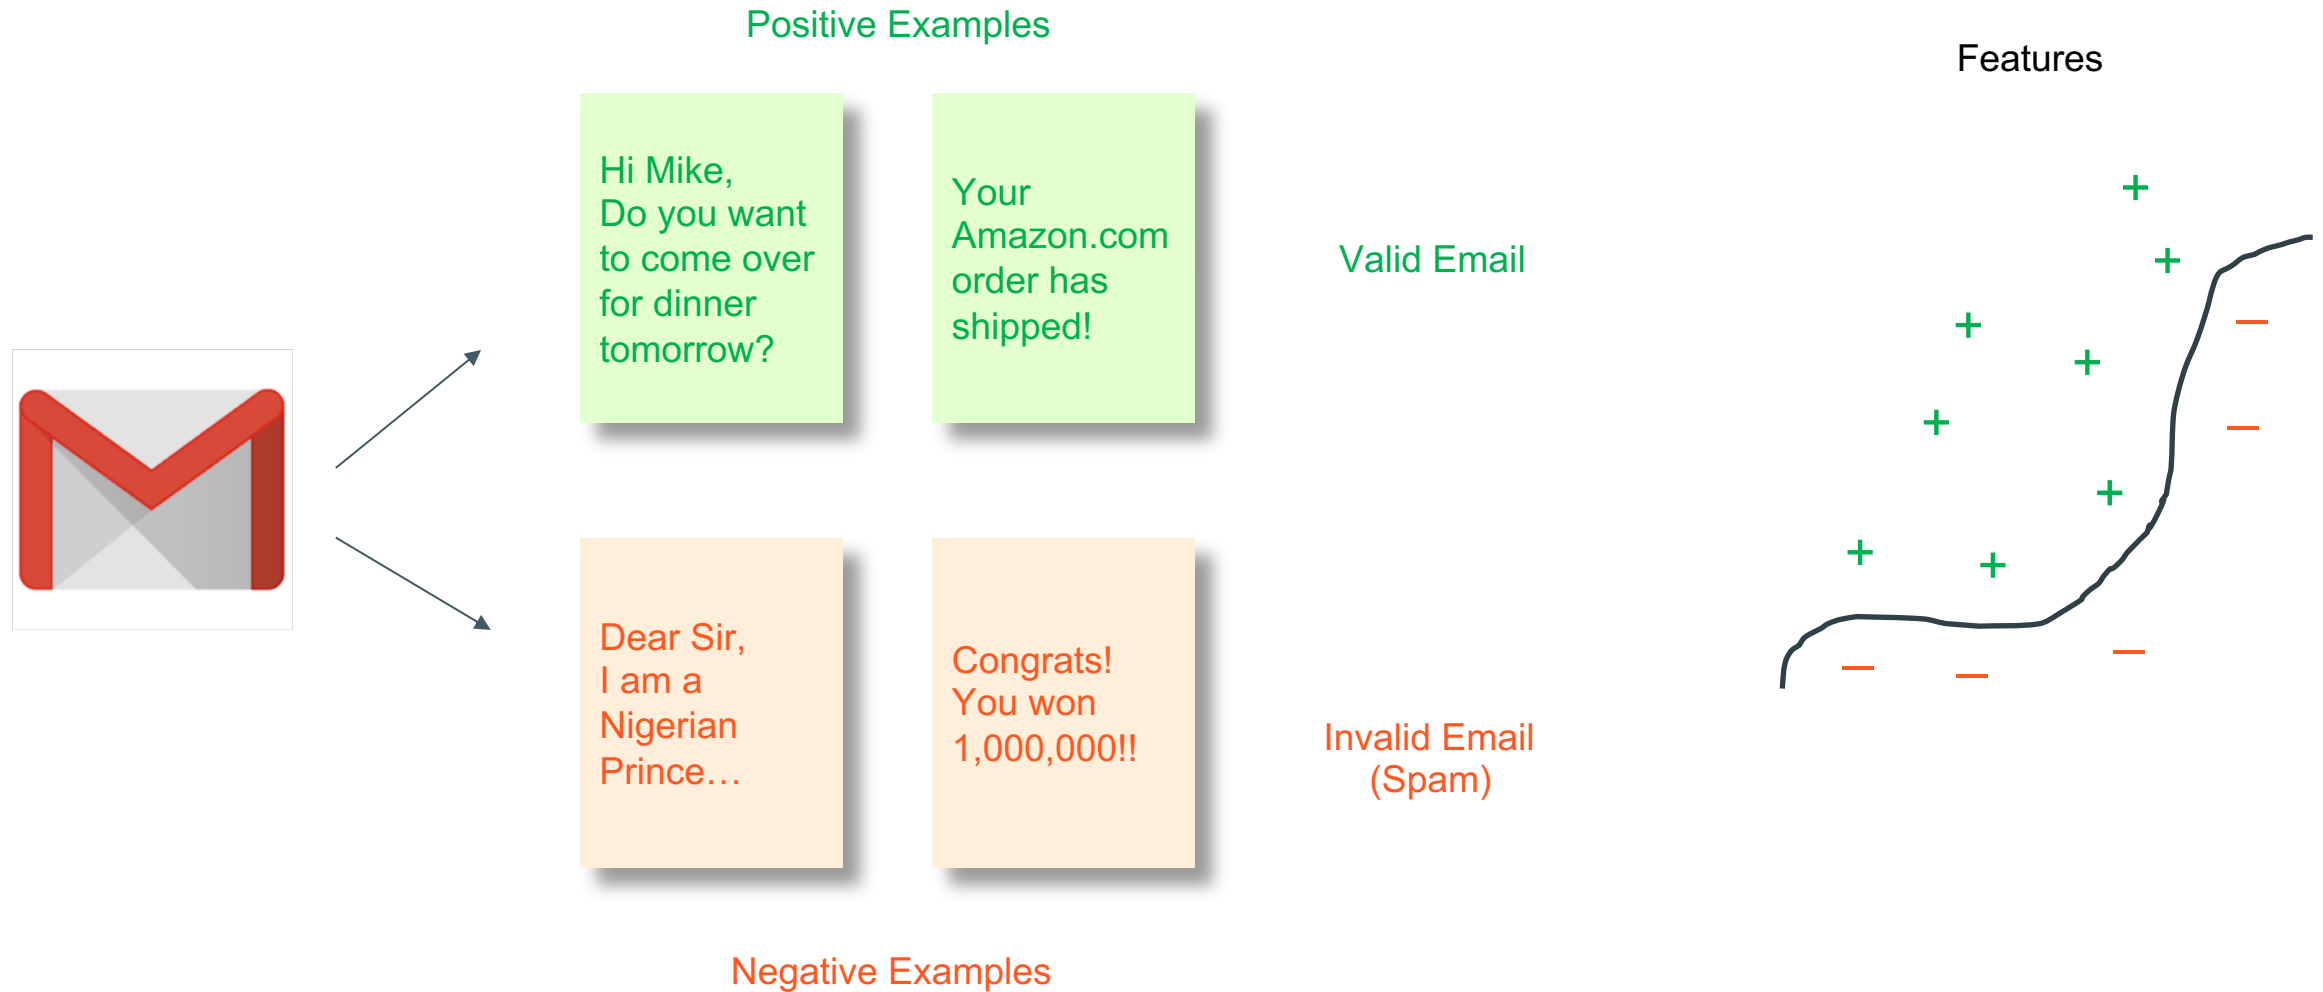 Positive Examples
Features
Hi Mike,
Do you want
to come over
for dinner
tomorrow?
Your
Amazon.com
order has
shipped!
Valid Email
Dear Sir,
I am a
Nigerian
Prince…
Congrats!
You won
1,000,000!!
Invalid Email
(Spam)
Negative Examples